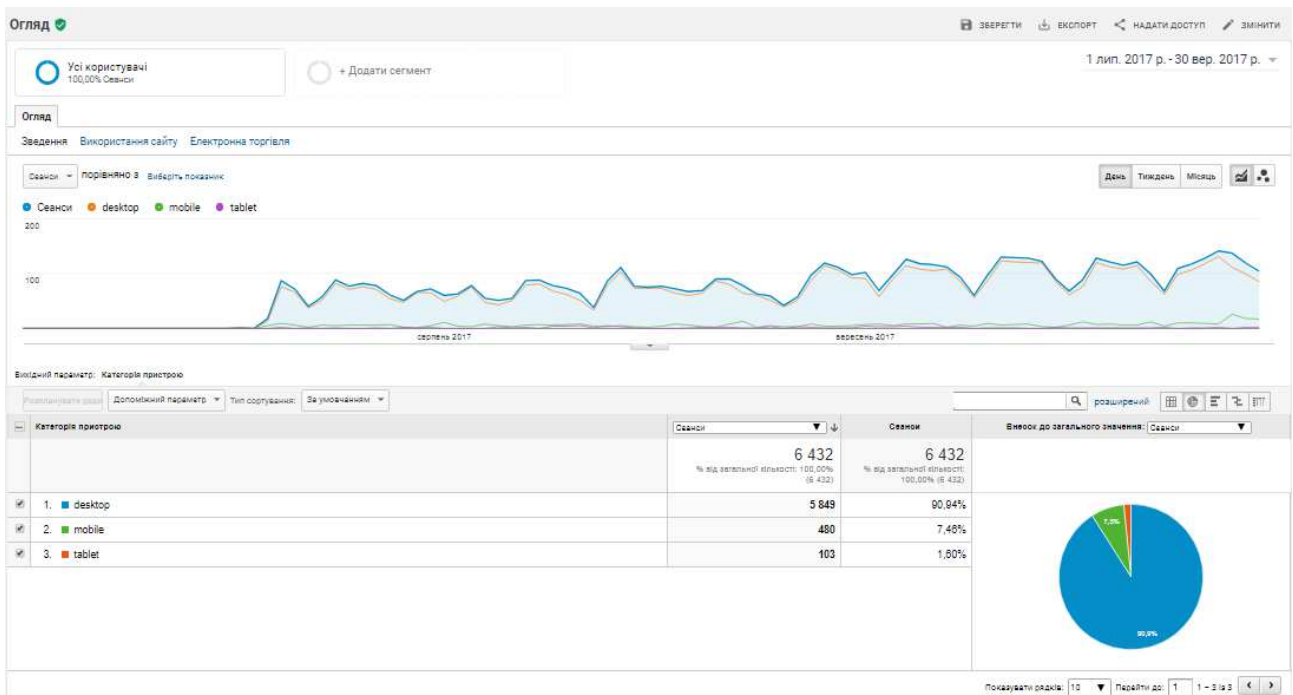 Огляд
ЗБЕРЕГТИ ЕКСПОРТ НАДАТИ ДОСТУП ЗМІНИТИ
Усі користувачі
100,00% Сеанси
+ Додати сегмент
1 лип. 2017 р. - 30 вер. 2017 р.
Огляд
Зведення Використання сайту Електронна торгівля
Сеанси порівняно з Виберіть показник
День Тиждень Місяць
Сеанси desktop mobile tablet
200
100
серпень 2017 вересень 2017
Вихідний параметр: Категорія пристрою
Допоміжний параметр Тип сортування: За умовчанням
розширений
Категорія пристрою Сеанси Сеанси Внесок до загального значення: Сеанси
6 432 6 432
% від загальної кількості: 100,00% % від загальної кількості:
(6 432) 100,00% (6 432)
1. desktop 5 849 90,94%
2. mobile 480 7,46%
3. tablet 103 1,60%
7,5%
90,9%
Показувати рядків: 10 Перейти до: 1 1 – 3 із 3